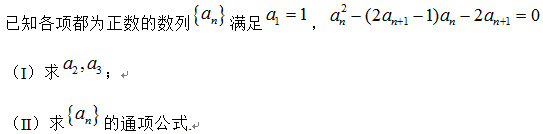 已知各项都为正数的数列{aₙ}满足a₁=1，aₙ²-(2aₙ₊₁-1)aₙ-2aₙ₊₁=0
（I）求a₂,a₃；
（II）求{aₙ}的通项公式.